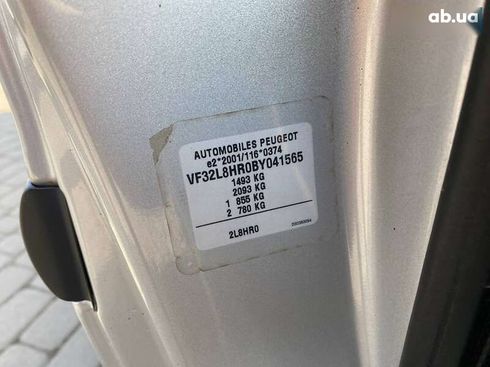 ab.ua
AUTOMOBILES PEUGEOT
e2*2001/116*0374
VF32L8HR0BY041565
1493 KG
2093 KG
1 855 KG
2 780 KG
2L8HR0